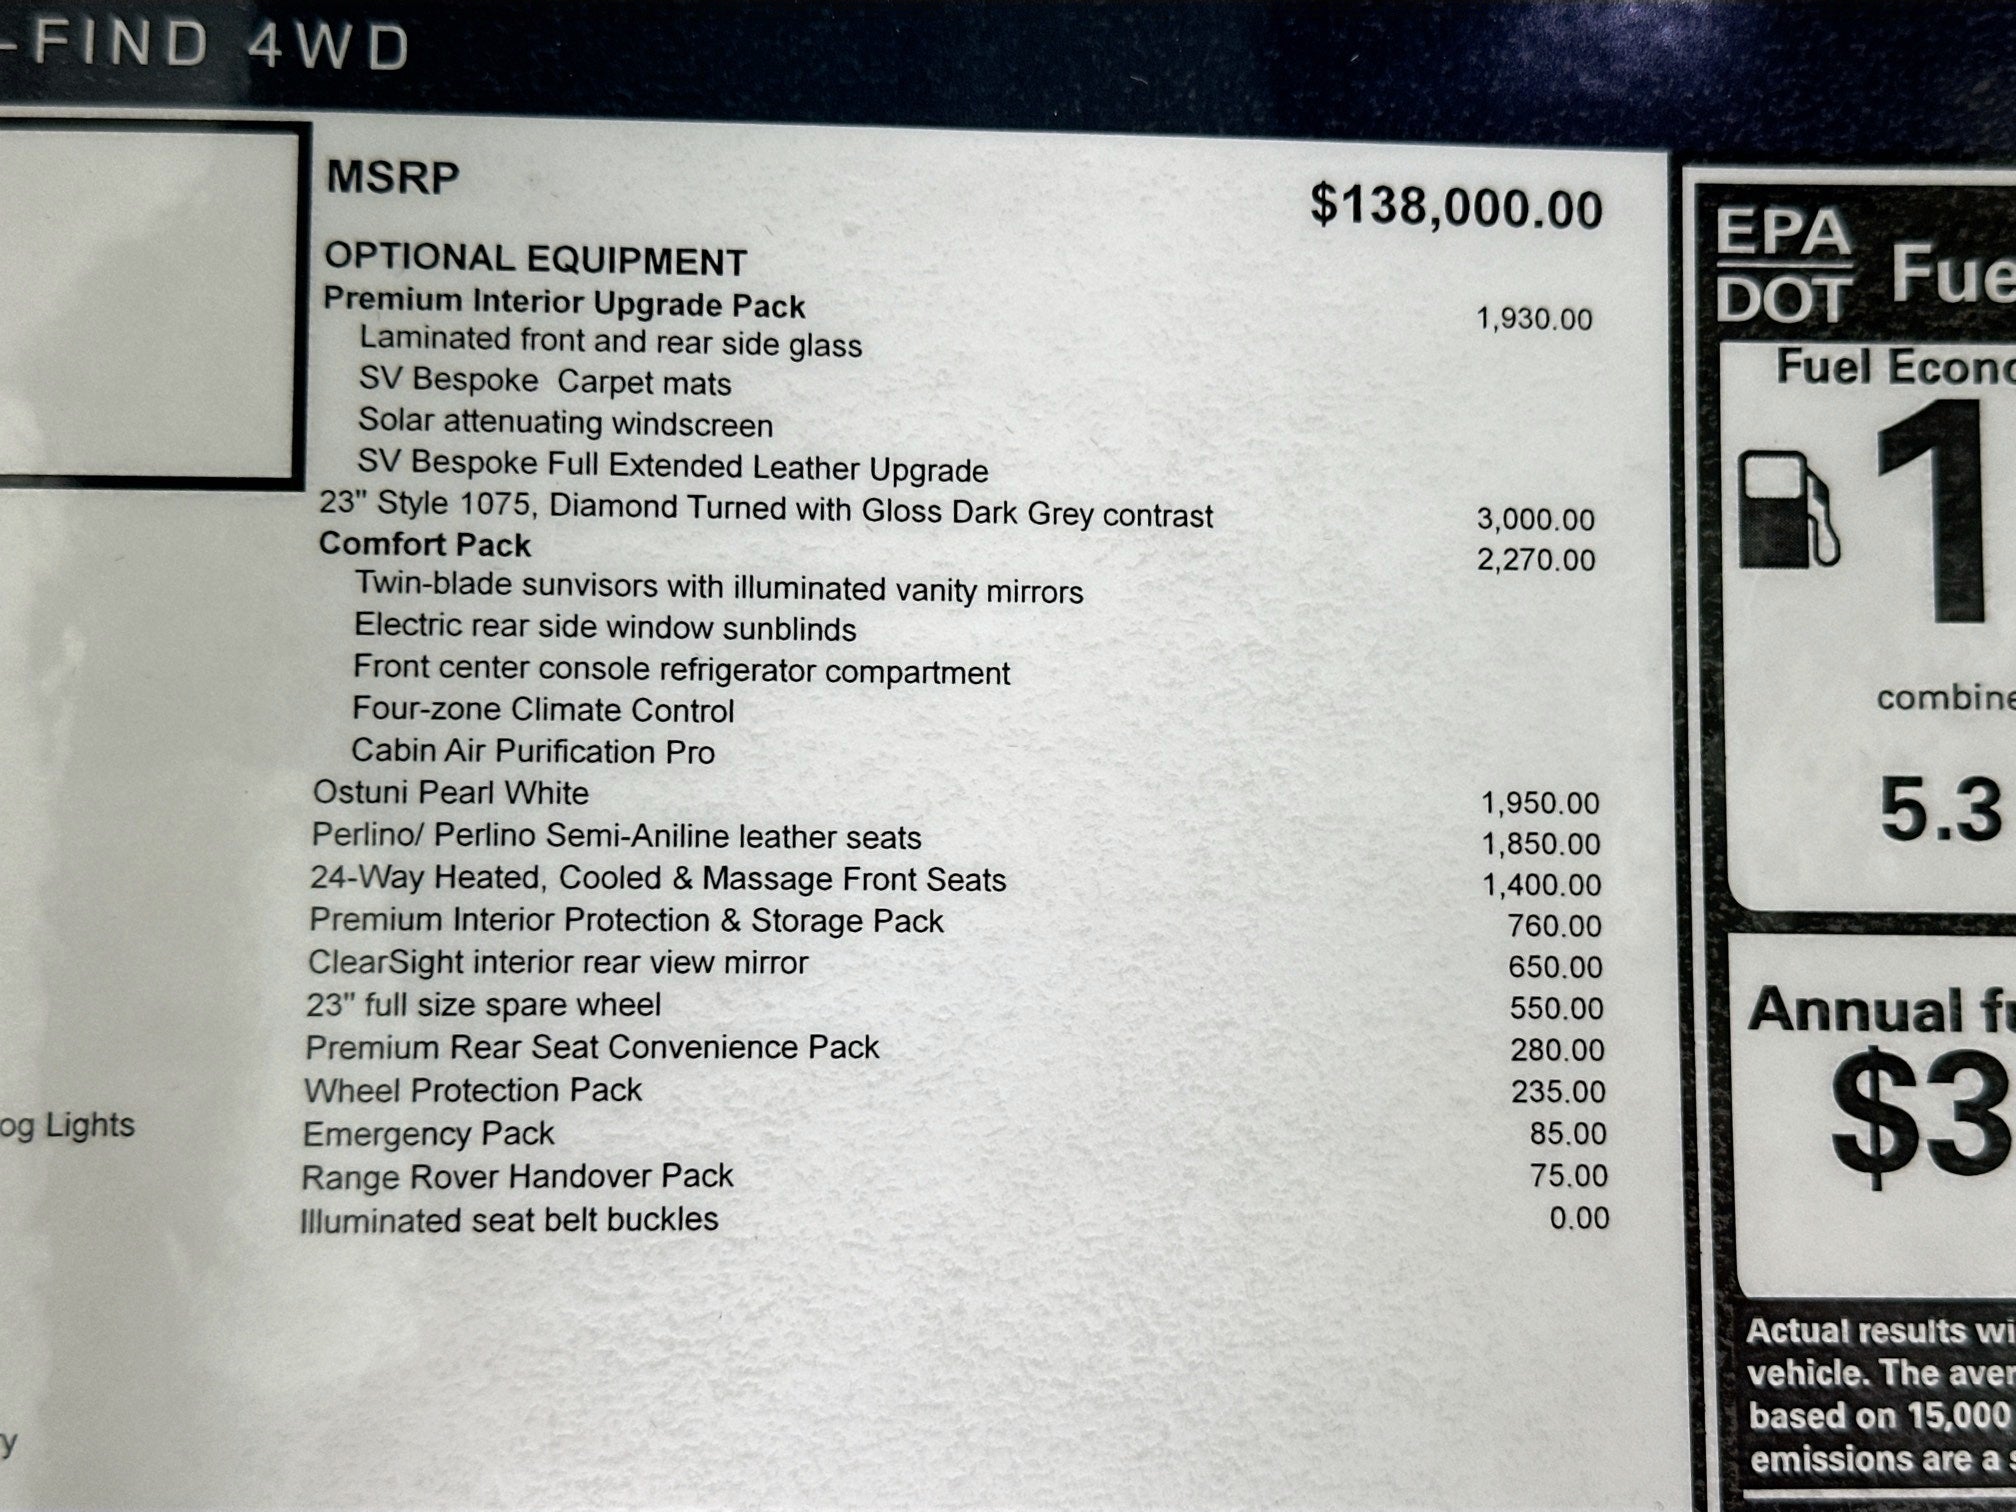 -FIND 4WD
MSRP $138,000.00
OPTIONAL EQUIPMENT
Premium Interior Upgrade Pack 1,930.00
Laminated front and rear side glass
SV Bespoke Carpet mats
Solar attenuating windscreen
SV Bespoke Full Extended Leather Upgrade
23" Style 1075, Diamond Turned with Gloss Dark Grey contrast 3,000.00
Comfort Pack 2,270.00
Twin-blade sunvisors with illuminated vanity mirrors
Electric rear side window sunblinds
Front center console refrigerator compartment
Four-zone Climate Control
Cabin Air Purification Pro
Ostuni Pearl White 1,950.00
Perlino/ Perlino Semi-Aniline leather seats 1,850.00
24-Way Heated, Cooled & Massage Front Seats 1,400.00
Premium Interior Protection & Storage Pack 760.00
ClearSight interior rear view mirror 650.00
23" full size spare wheel 550.00
Premium Rear Seat Convenience Pack 280.00
Wheel Protection Pack 235.00
Emergency Pack 85.00
Range Rover Handover Pack 75.00
Illuminated seat belt buckles 0.00
og Lights
y
EPA
DOT
Fue
Fuel Econo
1
combine
5.3
Annual fu
$3
Actual results wi
vehicle. The aver
based on 15,000
emissions are a s